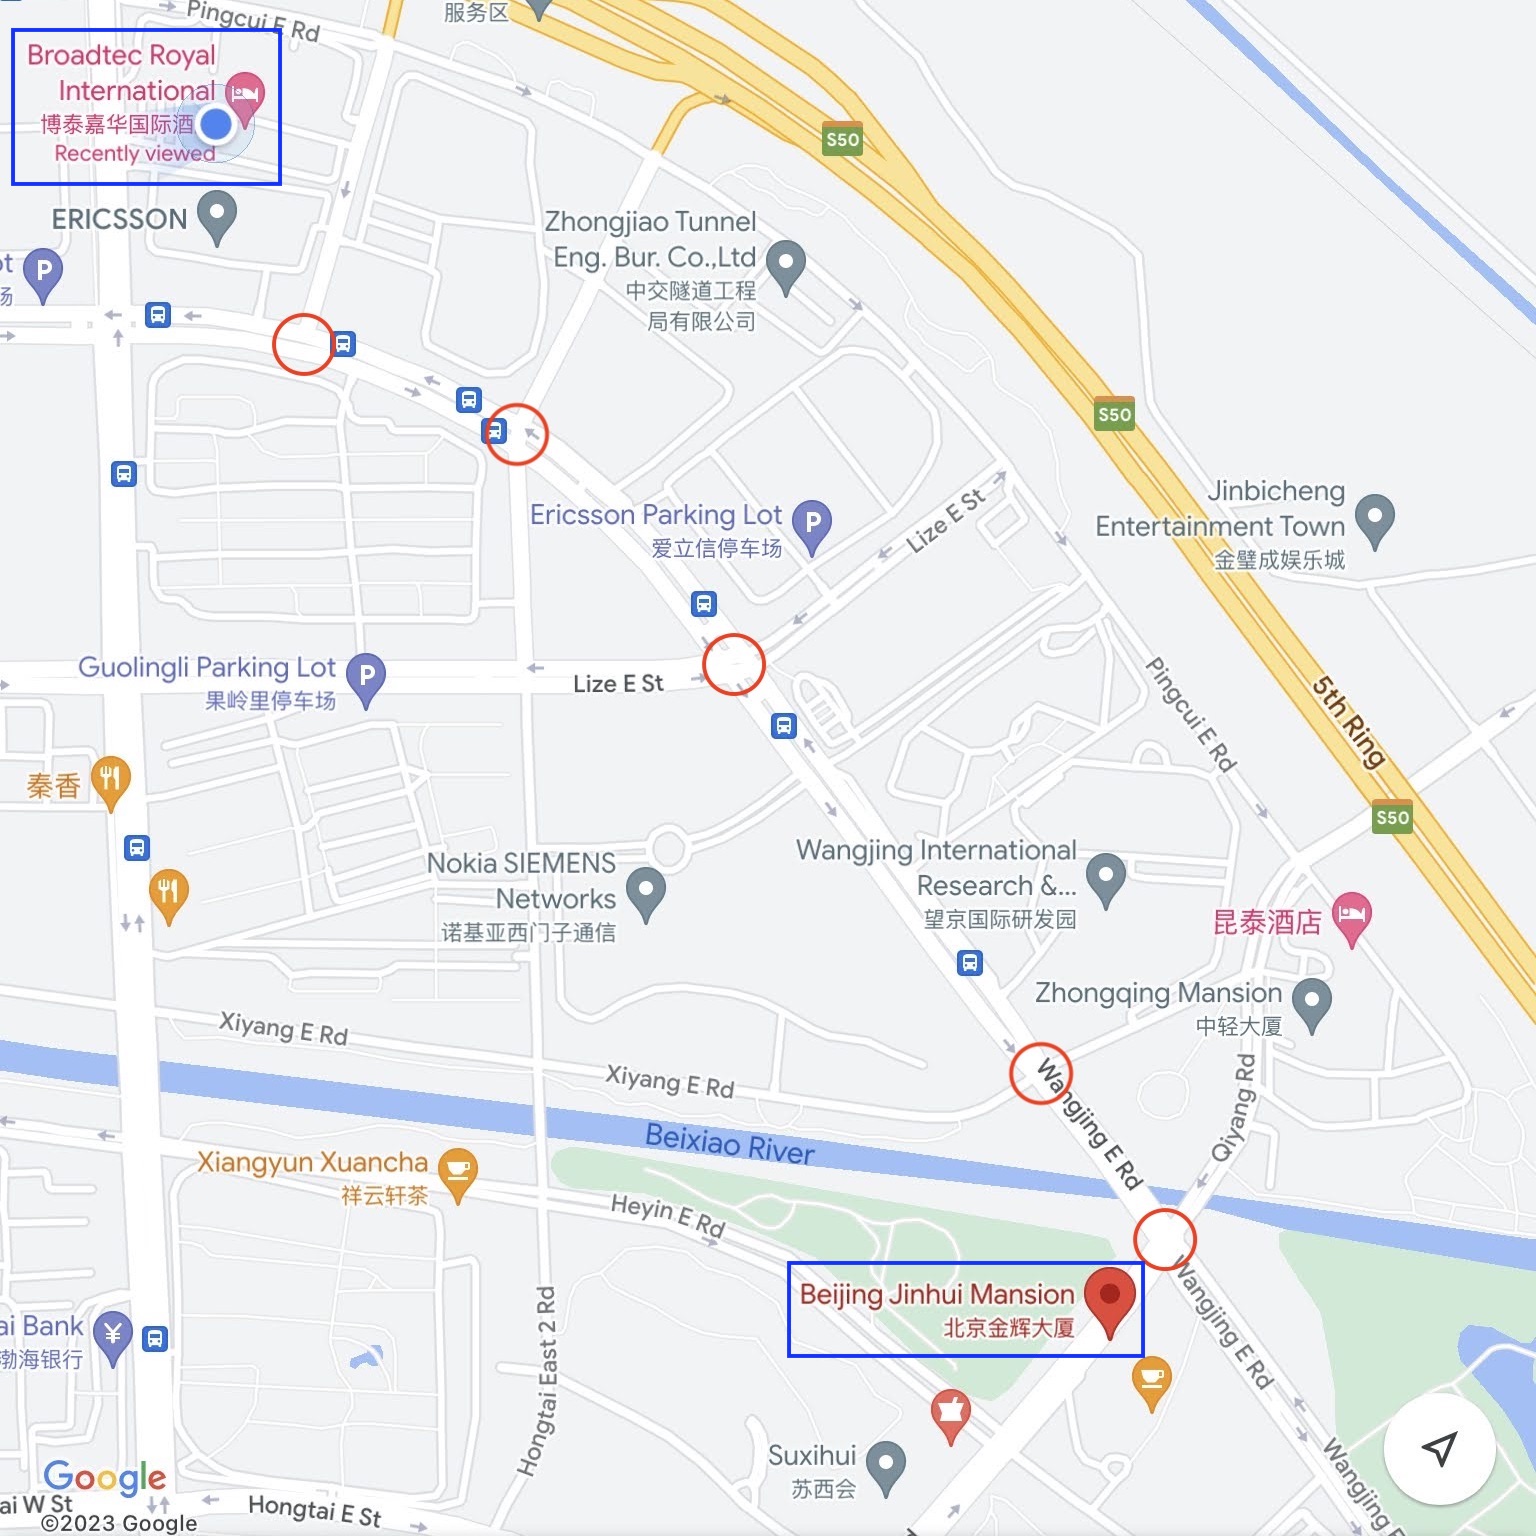 Pingcui E Rd
服务区
Broadtec Royal
International
博泰嘉华国际酒
Recently viewed
S50
ERICSSON
P
Zhongjiao Tunnel
Eng. Bur. Co.,Ltd
中交隧道工程
局有限公司
S50
Jinbicheng
Entertainment Town
金璧成娱乐城
Ericsson Parking Lot
爱立信停车场
P
Lize E St
Guolingli Parking Lot
果岭里停车场
P
Lize E St
Pingcui E Rd
5th Ring
秦香
S50
Nokia SIEMENS
Networks
诺基亚西门子通信
Wangjing International
Research &...
望京国际研发园
昆泰酒店
Zhongqing Mansion
中轻大厦
Xiyang E Rd
Xiyang E Rd
Wangjing E Rd
Qiyang Rd
Beixiao River
Xiangyun Xuancha
祥云轩茶
Heyin E Rd
Beijing Jinhui Mansion
北京金辉大厦
Wangjing E Rd
ai Bank
渤海银行
¥
Hongtai East 2 Rd
Suxihui
苏西会
Wangjing E
Google
ai W St
Hongtai E St
©2023 Google